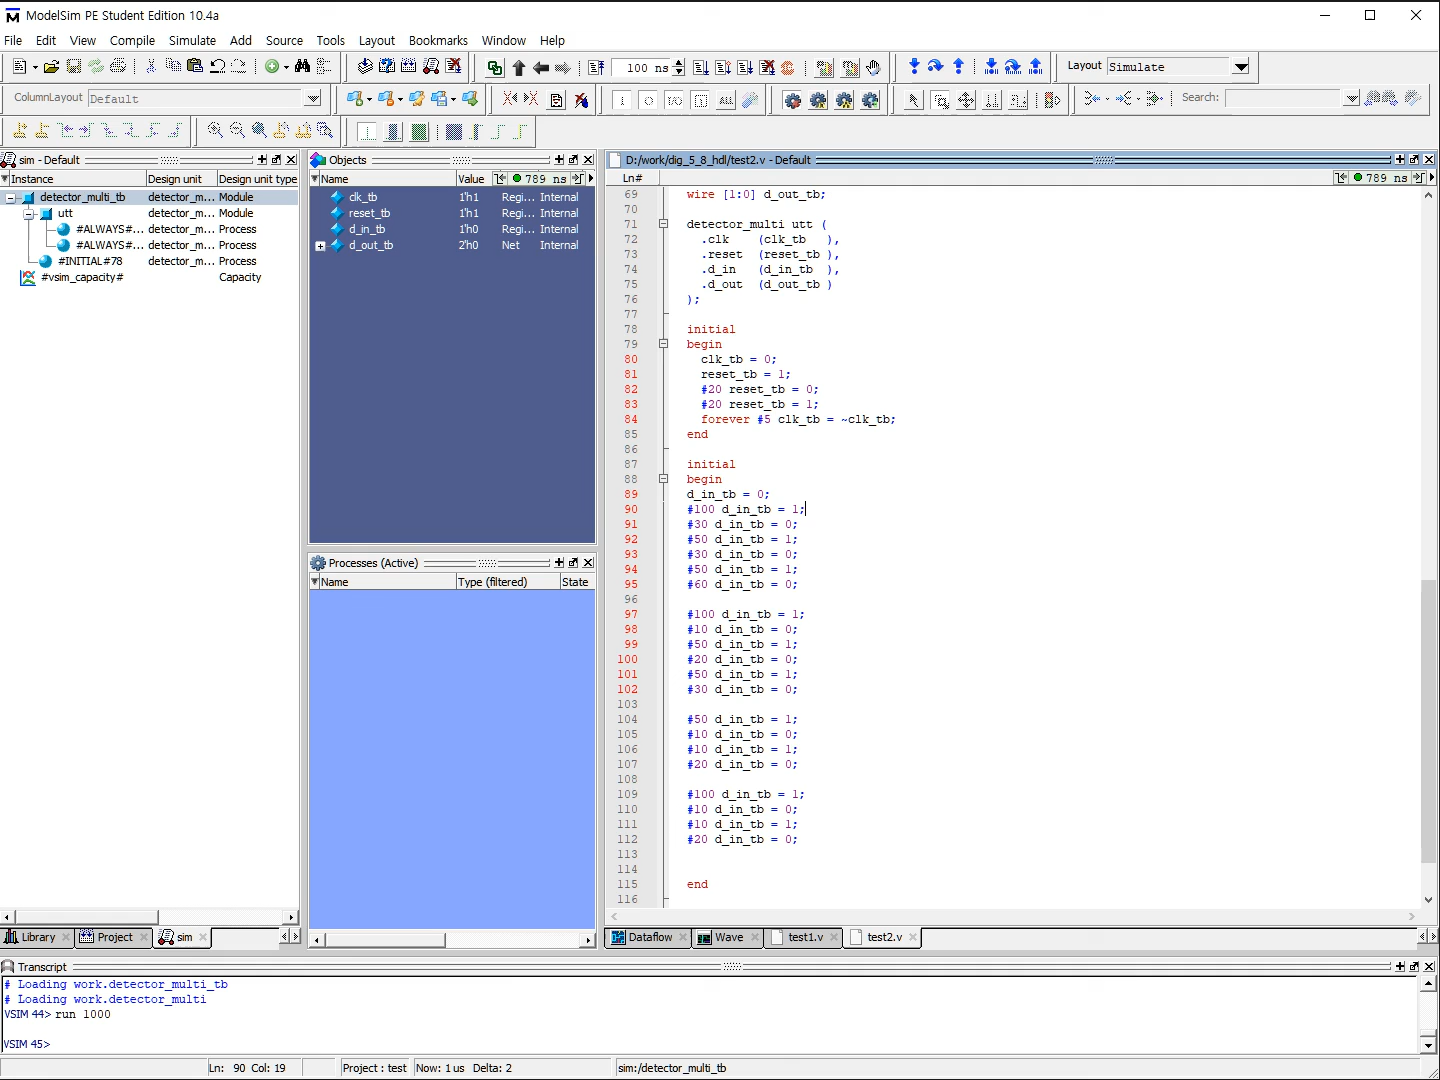 ModelSim PE Student Edition 10.4a
File Edit View Compile Simulate Add Source Tools Layout Bookmarks Window Help
100 ns
Layout Simulate
ColumnLayout Default
Search:
sim - Default
Instance Design unit Design unit type
detector_multi_tb detector_m... Module
utt detector_m... Module
#ALWAYS#... detector_m... Process
#ALWAYS#... detector_m... Process
#INITIAL#78 detector_m... Process
#vsim_capacity# Capacity
Library Project sim
Objects
Name Value 789 ns
clk_tb 1'h1 Regi... Internal
reset_tb 1'h1 Regi... Internal
d_in_tb 1'h0 Regi... Internal
d_out_tb 2'h0 Net Internal
Processes (Active)
Name Type (filtered) State
D:/work/dig_5_8_hdl/test2.v - Default
Ln# 789 ns
69 wire [1:0] d_out_tb;
70
71 detector_multi utt (
72 .clk (clk_tb ),
73 .reset (reset_tb ),
74 .d_in (d_in_tb ),
75 .d_out (d_out_tb )
76 );
77
78 initial
79 begin
80 clk_tb = 0;
81 reset_tb = 1;
82 #20 reset_tb = 0;
83 #20 reset_tb = 1;
84 forever #5 clk_tb = ~clk_tb;
85 end
86
87 initial
88 begin
89 d_in_tb = 0;
90 #100 d_in_tb = 1;
91 #30 d_in_tb = 0;
92 #50 d_in_tb = 1;
93 #30 d_in_tb = 0;
94 #50 d_in_tb = 1;
95 #60 d_in_tb = 0;
96
97 #100 d_in_tb = 1;
98 #10 d_in_tb = 0;
99 #50 d_in_tb = 1;
100 #20 d_in_tb = 0;
101 #50 d_in_tb = 1;
102 #30 d_in_tb = 0;
103
104 #50 d_in_tb = 1;
105 #10 d_in_tb = 0;
106 #10 d_in_tb = 1;
107 #20 d_in_tb = 0;
108
109 #100 d_in_tb = 1;
110 #10 d_in_tb = 0;
111 #10 d_in_tb = 1;
112 #20 d_in_tb = 0;
113
114
115 end
116
Dataflow Wave test1.v test2.v
Transcript
# Loading work.detector_multi_tb
# Loading work.detector_multi
VSIM 44> run 1000
VSIM 45>
Ln: 90 Col: 19 Project : test Now: 1 us Delta: 2 sim:/detector_multi_tb